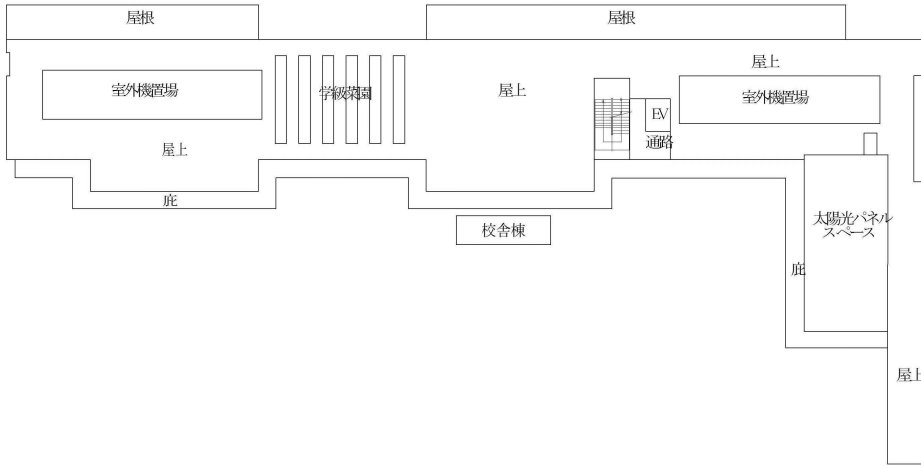 屋根
屋根
屋上
室外機置場
学級菜園
屋上
室外機置場
EV
通路
屋上
庇
校舎棟
太陽光パネル
スペース
庇
屋上